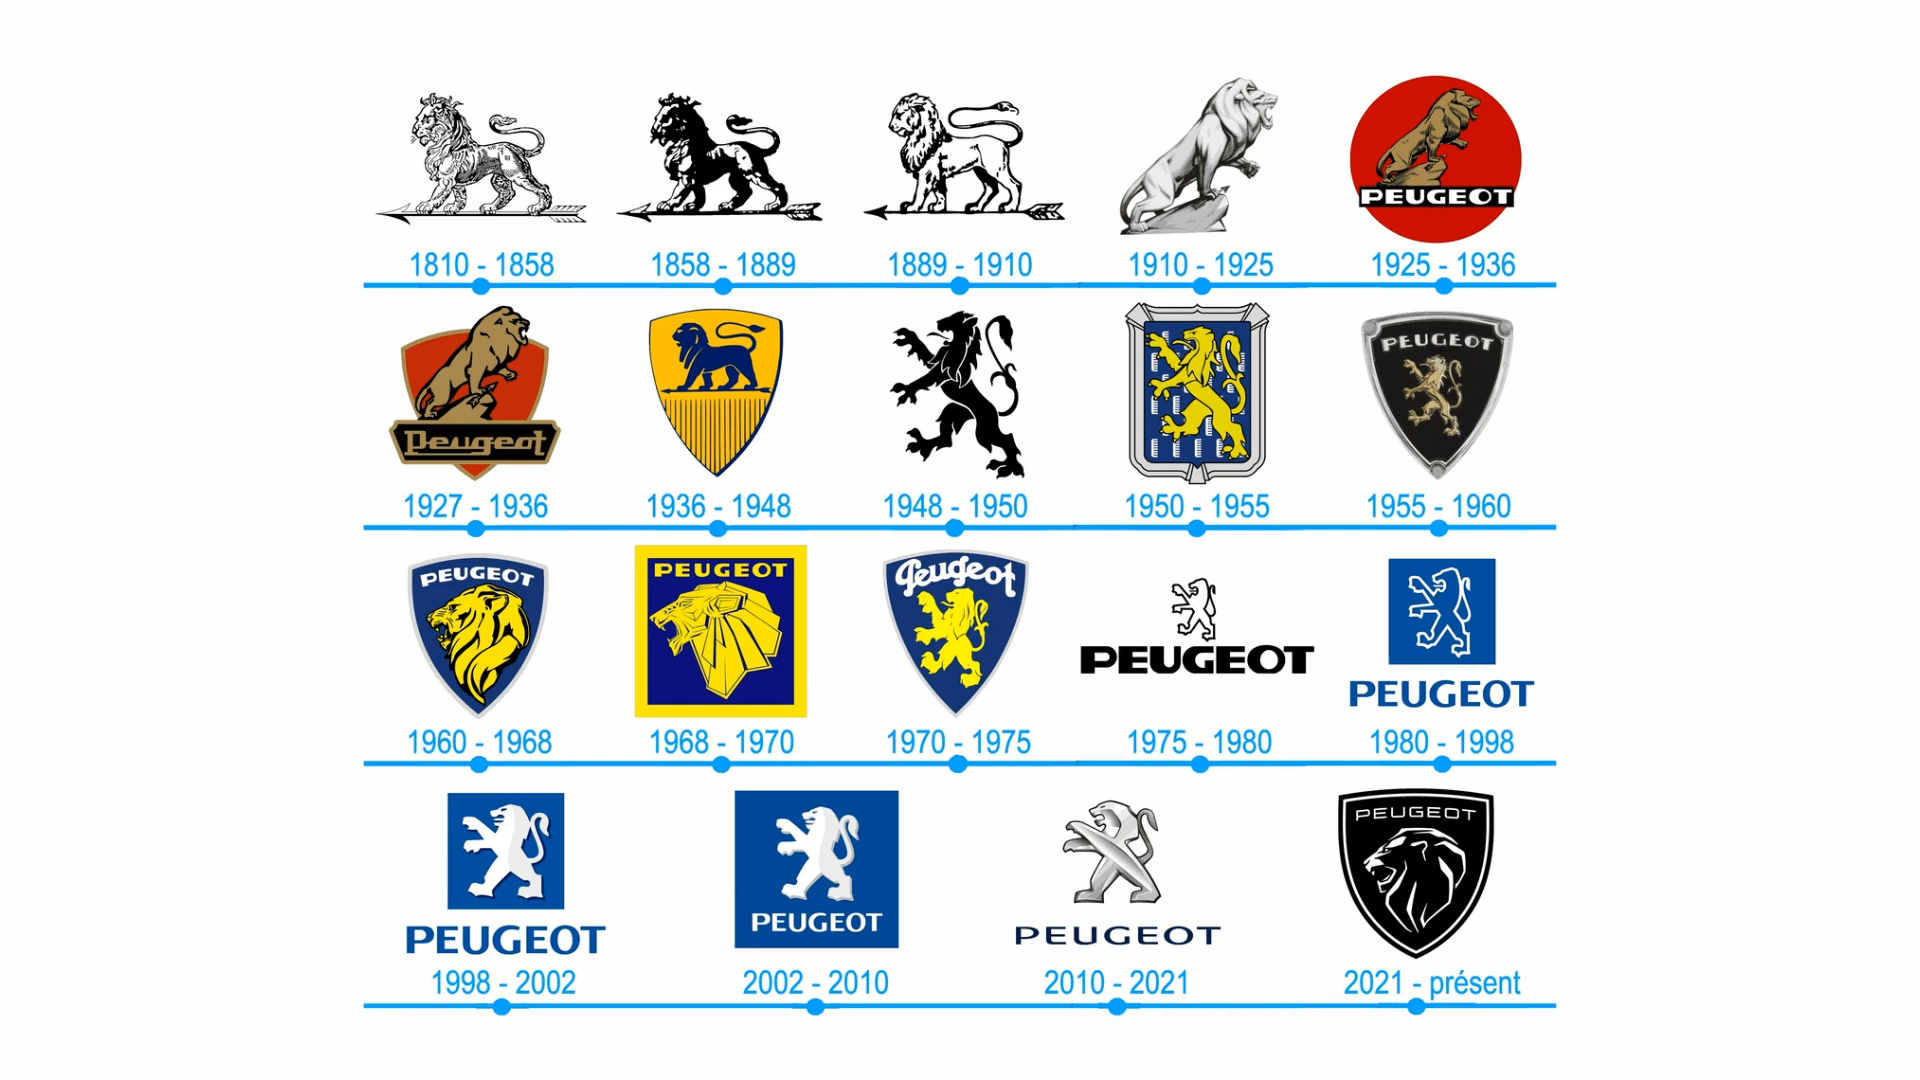 1810 - 1858
1858 - 1889
1889 - 1910
1910 - 1925
PEUGEOT
1925 - 1936
Peugeot
1927 - 1936
1936 - 1948
1948 - 1950
1950 - 1955
PEUGEOT
1955 - 1960
PEUGEOT
1960 - 1968
PEUGEOT
1968 - 1970
Peugeot
1970 - 1975
PEUGEOT
1975 - 1980
PEUGEOT
1980 - 1998
PEUGEOT
1998 - 2002
PEUGEOT
2002 - 2010
PEUGEOT
2010 - 2021
PEUGEOT
2021 - présent